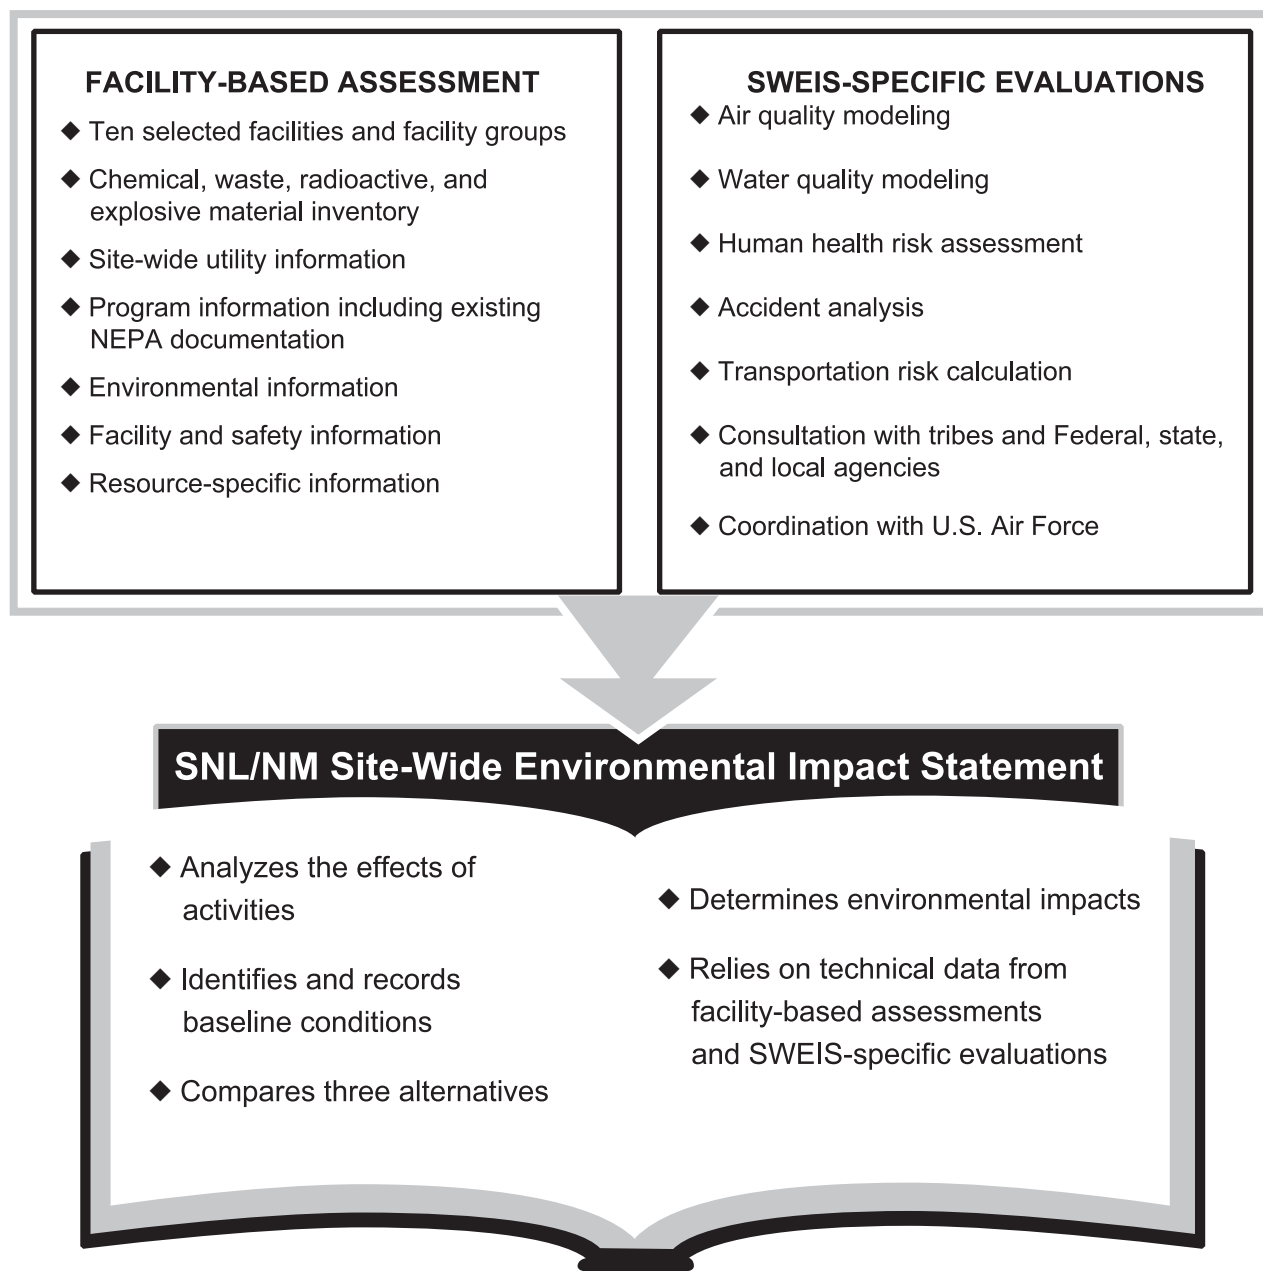 FACILITY-BASED ASSESSMENT
◆ Ten selected facilities and facility groups
◆ Chemical, waste, radioactive, and
explosive material inventory
◆ Site-wide utility information
◆ Program information including existing
NEPA documentation
◆ Environmental information
◆ Facility and safety information
◆ Resource-specific information
SWEIS-SPECIFIC EVALUATIONS
◆ Air quality modeling
◆ Water quality modeling
◆ Human health risk assessment
◆ Accident analysis
◆ Transportation risk calculation
◆ Consultation with tribes and Federal, state,
and local agencies
◆ Coordination with U.S. Air Force
SNL/NM Site-Wide Environmental Impact Statement
◆ Analyzes the effects of
activities
◆ Identifies and records
baseline conditions
◆ Compares three alternatives
◆ Determines environmental impacts
◆ Relies on technical data from
facility-based assessments
and SWEIS-specific evaluations